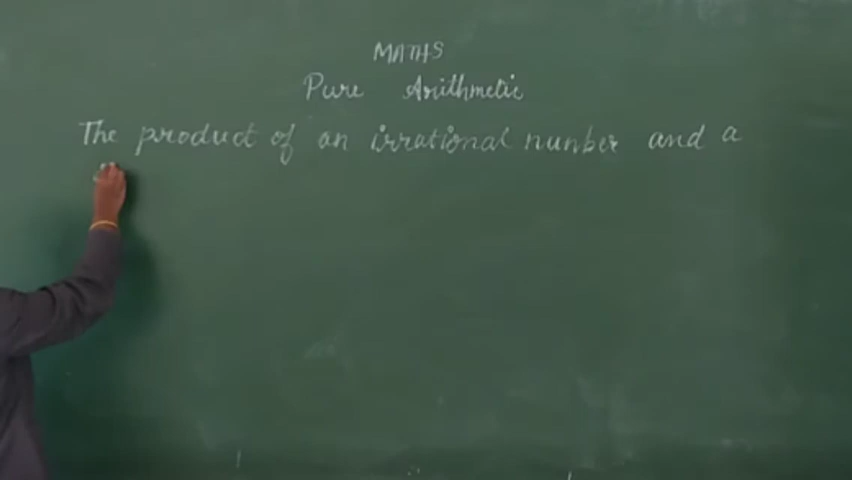 MATHS
Pure Arithmetic
The product of an irrational number and a